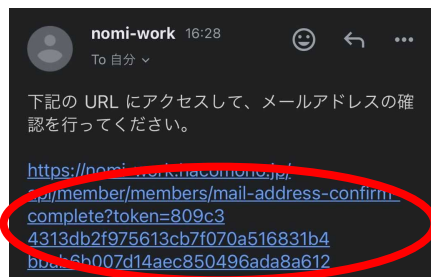 nomi-work 16:28
To 自分
下記の URL にアクセスして、メールアドレスの確
認を行ってください。
https://nomi-work.hacomono.jp/
api/member/members/mail-address-confirm-
complete?token=809c3
4313db2f975613cb7f070a516831b4
bbab6b007d14aec850496ada8a612